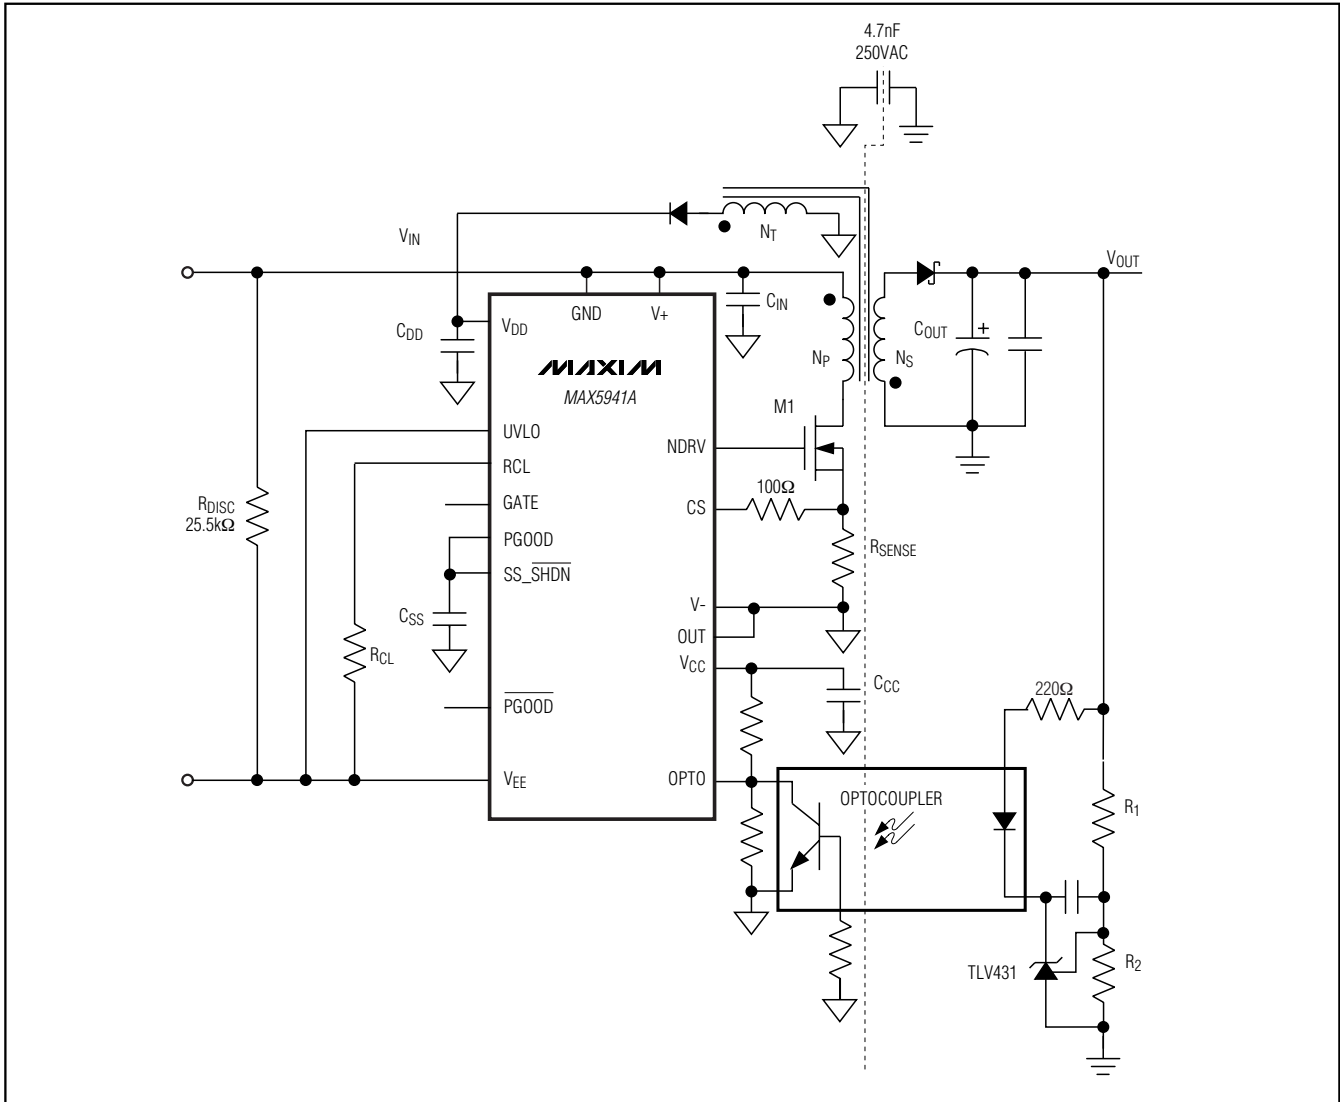 4.7nF
250VAC
N_T
V_IN
V_OUT
C_DD
V_DD
GND
V+
C_IN
C_OUT
+
MAXIM
MAX5941A
N_P
N_S
M1
UVLO
NDRV
RCL
100Ω
R_DISC
25.5kΩ
GATE
CS
PGOOD
R_SENSE
SS_S̅H̅D̅N̅
C_SS
V-
OUT
R_CL
V_CC
C_CC
220Ω
P̅G̅O̅O̅D̅
V_EE
OPTO
OPTOCOUPLER
R_1
TLV431
R_2